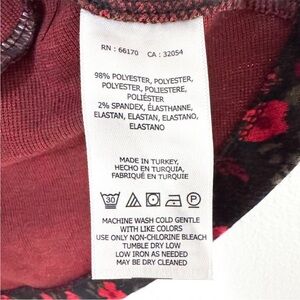 RN : 66170 CA : 32054
98% POLYESTER, POLYESTER,
POLYESTER, POLIESTERE,
POLIÉSTER
2% SPANDEX, ÉLASTHANNE,
ELASTAN, ELASTAN, ELASTANO,
ELASTANO
MADE IN TURKEY,
HECHO EN TURQUÍA,
FABRIQUÉ EN TURQUIE
30
MACHINE WASH COLD GENTLE
WITH LIKE COLORS
USE ONLY NON-CHLORINE BLEACH
TUMBLE DRY LOW
LOW IRON AS NEEDED
MAY BE DRY CLEANED